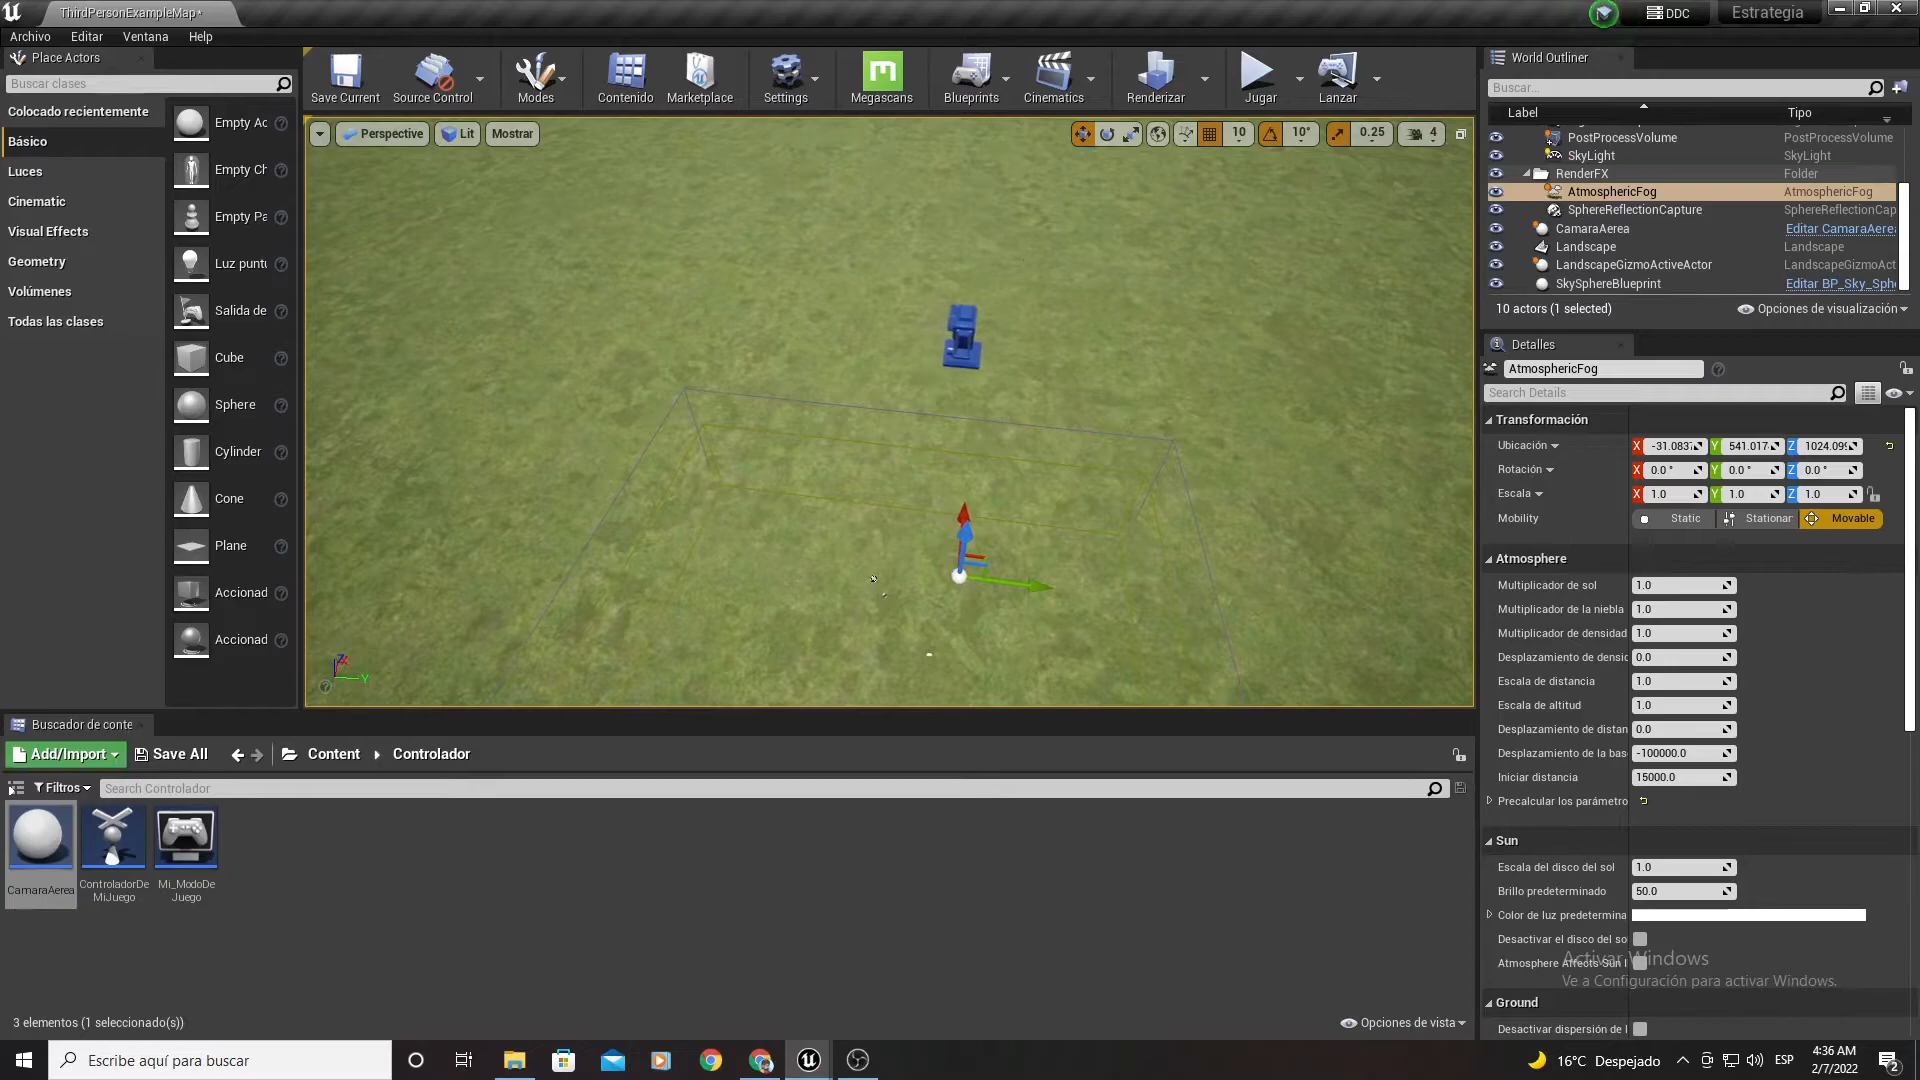 ThirdPersonExampleMap*
DDC
Estrategia
Archivo
Editar
Ventana
Help
Place Actors
Buscar clases
Colocado recientemente
Básico
Luces
Cinematic
Visual Effects
Geometry
Volúmenes
Todas las clases
Empty Ac
Empty Ch
Empty Pa
Luz puntu
Salida de
Cube
Sphere
Cylinder
Cone
Plane
Accionad
Accionad
Save Current
Source Control
Modes
Contenido
Marketplace
Settings
Megascans
Blueprints
Cinematics
Renderizar
Jugar
Lanzar
Perspective
Lit
Mostrar
10
10°
0.25
4
World Outliner
Buscar...
Label
Tipo
PostProcessVolume
PostProcessVolume
SkyLight
SkyLight
RenderFX
Folder
AtmosphericFog
AtmosphericFog
SphereReflectionCapture
SphereReflectionCap
CamaraAerea
Editar CamaraAerea
Landscape
Landscape
LandscapeGizmoActiveActor
LandscapeGizmoAct
SkySphereBlueprint
Editar BP_Sky_Sphe
10 actors (1 selected)
Opciones de visualización
Detalles
AtmosphericFog
Search Details
Transformación
Ubicación
X
-31.0837
Y
541.017
Z
1024.099
Rotación
X
0.0 °
Y
0.0 °
Z
0.0 °
Escala
X
1.0
Y
1.0
Z
1.0
Mobility
Static
Stationar
Movable
Atmosphere
Multiplicador de sol
1.0
Multiplicador de la niebla
1.0
Multiplicador de densidad
1.0
Desplazamiento de densid
0.0
Escala de distancia
1.0
Escala de altitud
1.0
Desplazamiento de distan
0.0
Desplazamiento de la bas
-100000.0
Iniciar distancia
15000.0
Precalcular los parámetro
Sun
Escala del disco del sol
1.0
Brillo predeterminado
50.0
Color de luz predetermina
Desactivar el disco del so
Atmosphere Affects Sun I
Activar Windows
Ve a Configuración para activar Windows.
Ground
Desactivar dispersión de l
Z
X
Y
Buscador de conte
Add/Import
Save All
Content
Controlador
Filtros
Search Controlador
CamaraAerea
ControladorDe
MiJuego
Mi_ModoDe
Juego
3 elementos (1 seleccionado(s))
Opciones de vista
Escribe aquí para buscar
16°C
Despejado
ESP
4:36 AM
2/7/2022
2